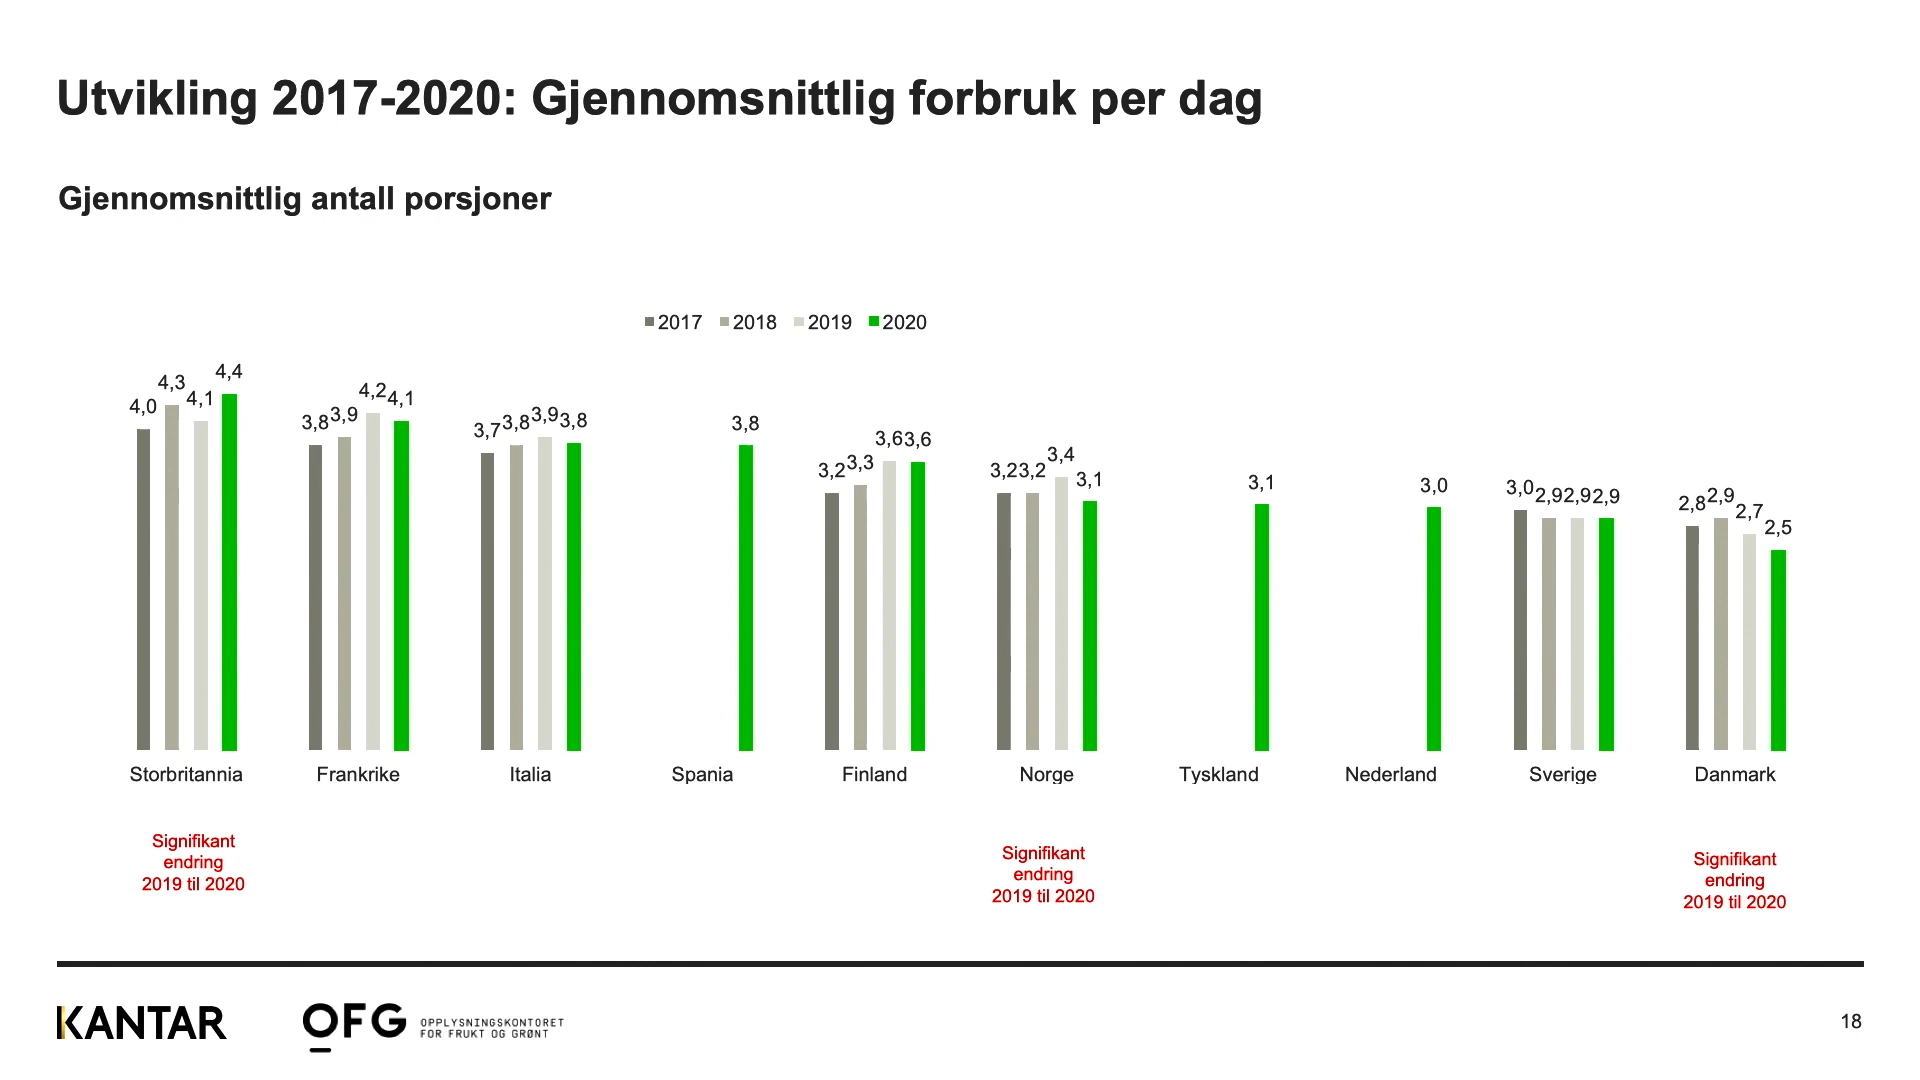 Utvikling 2017-2020: Gjennomsnittlig forbruk per dag
Gjennomsnittlig antall porsjoner
2017 2018 2019 2020
4,0 4,3 4,1 4,4
3,8 3,9 4,2 4,1
3,7 3,8 3,9 3,8
3,8
3,2 3,3 3,6 3,6
3,2 3,2 3,4 3,1
3,1
3,0
3,0 2,9 2,9 2,9
2,8 2,9 2,7 2,5
Storbritannia Frankrike Italia Spania Finland Norge Tyskland Nederland Sverige Danmark
Signifikant
endring
2019 til 2020
Signifikant
endring
2019 til 2020
Signifikant
endring
2019 til 2020
KANTAR
OFG
OPPLYSNINGSKONTORET
FOR FRUKT OG GRØNT
18